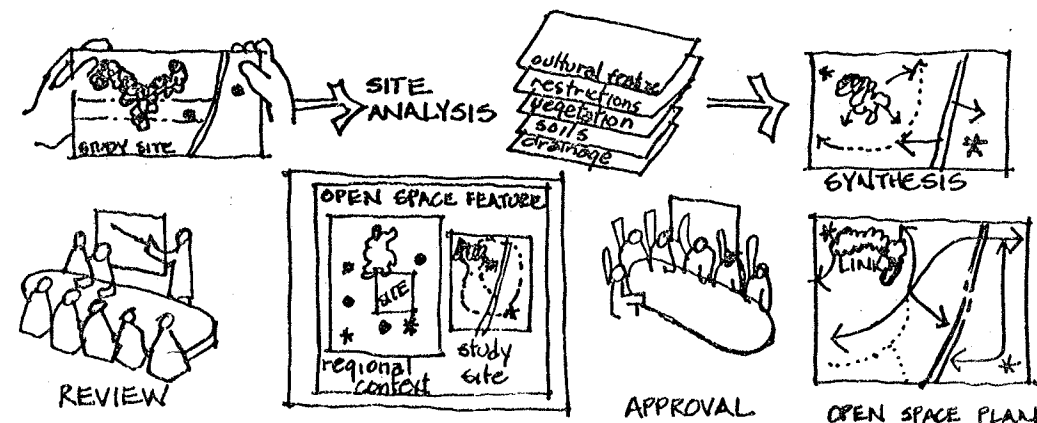 STUDY SITE
SITE
ANALYSIS
cultural feature
restrictions
vegetation
soils
drainage
SYNTHESIS
REVIEW
OPEN SPACE FEATURE
SITE
regional
context
study
site
APPROVAL
LINK
OPEN SPACE PLAN